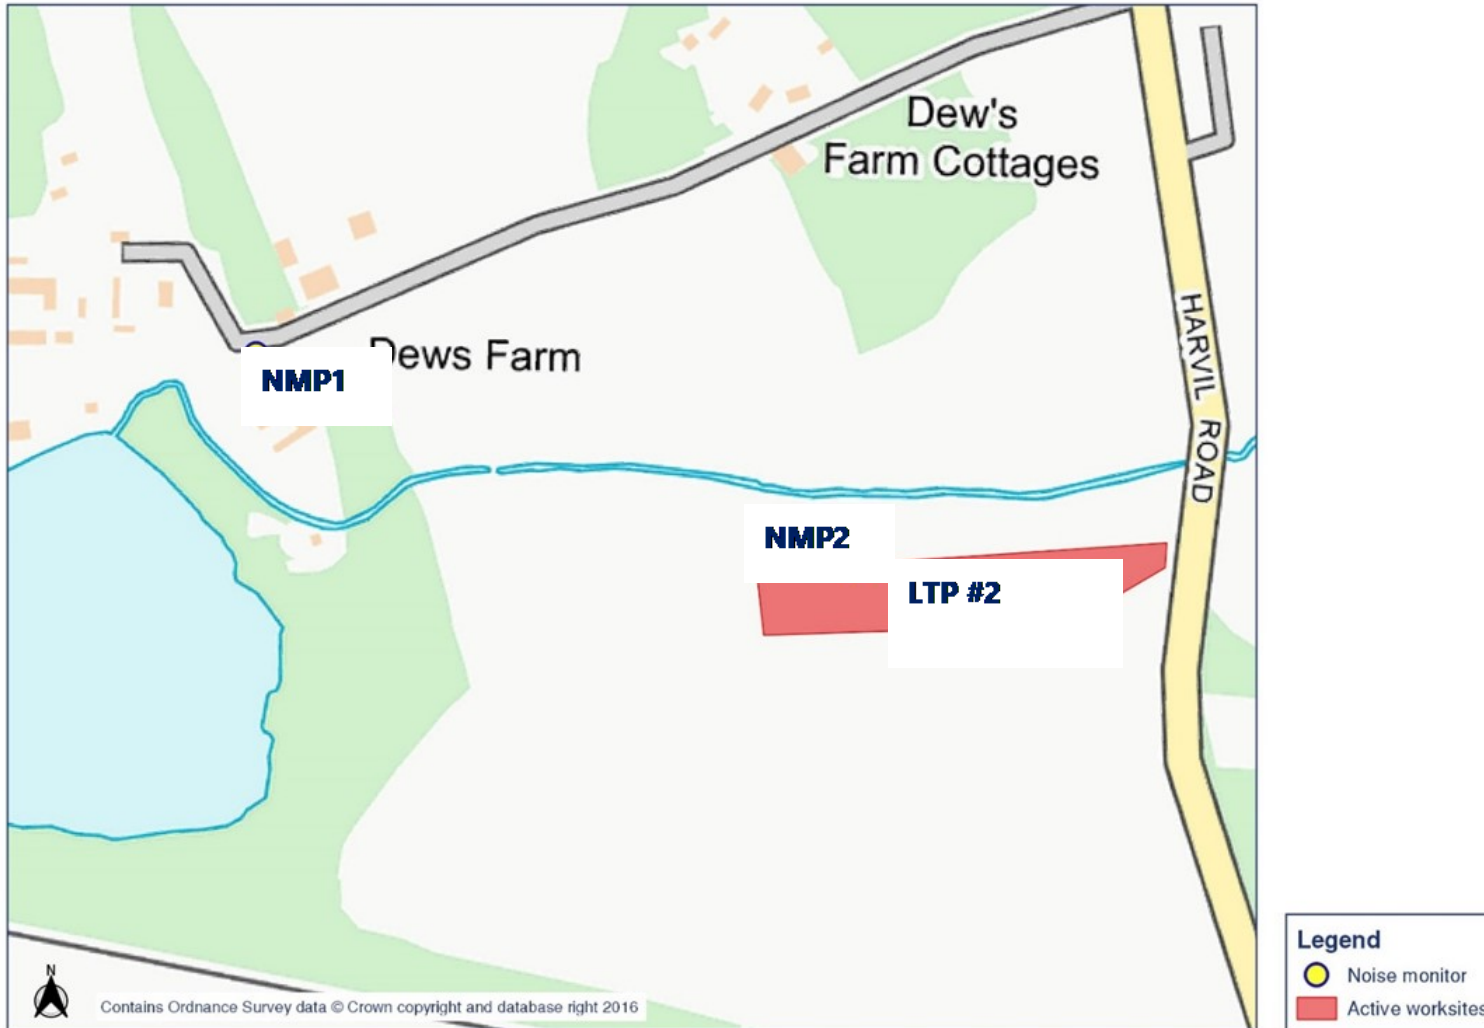 Dew's
Farm Cottages
HARVIL ROAD
Dews Farm
NMP1
NMP2
LTP #2
N
Contains Ordnance Survey data © Crown copyright and database right 2016
Legend
Noise monitor
Active worksites